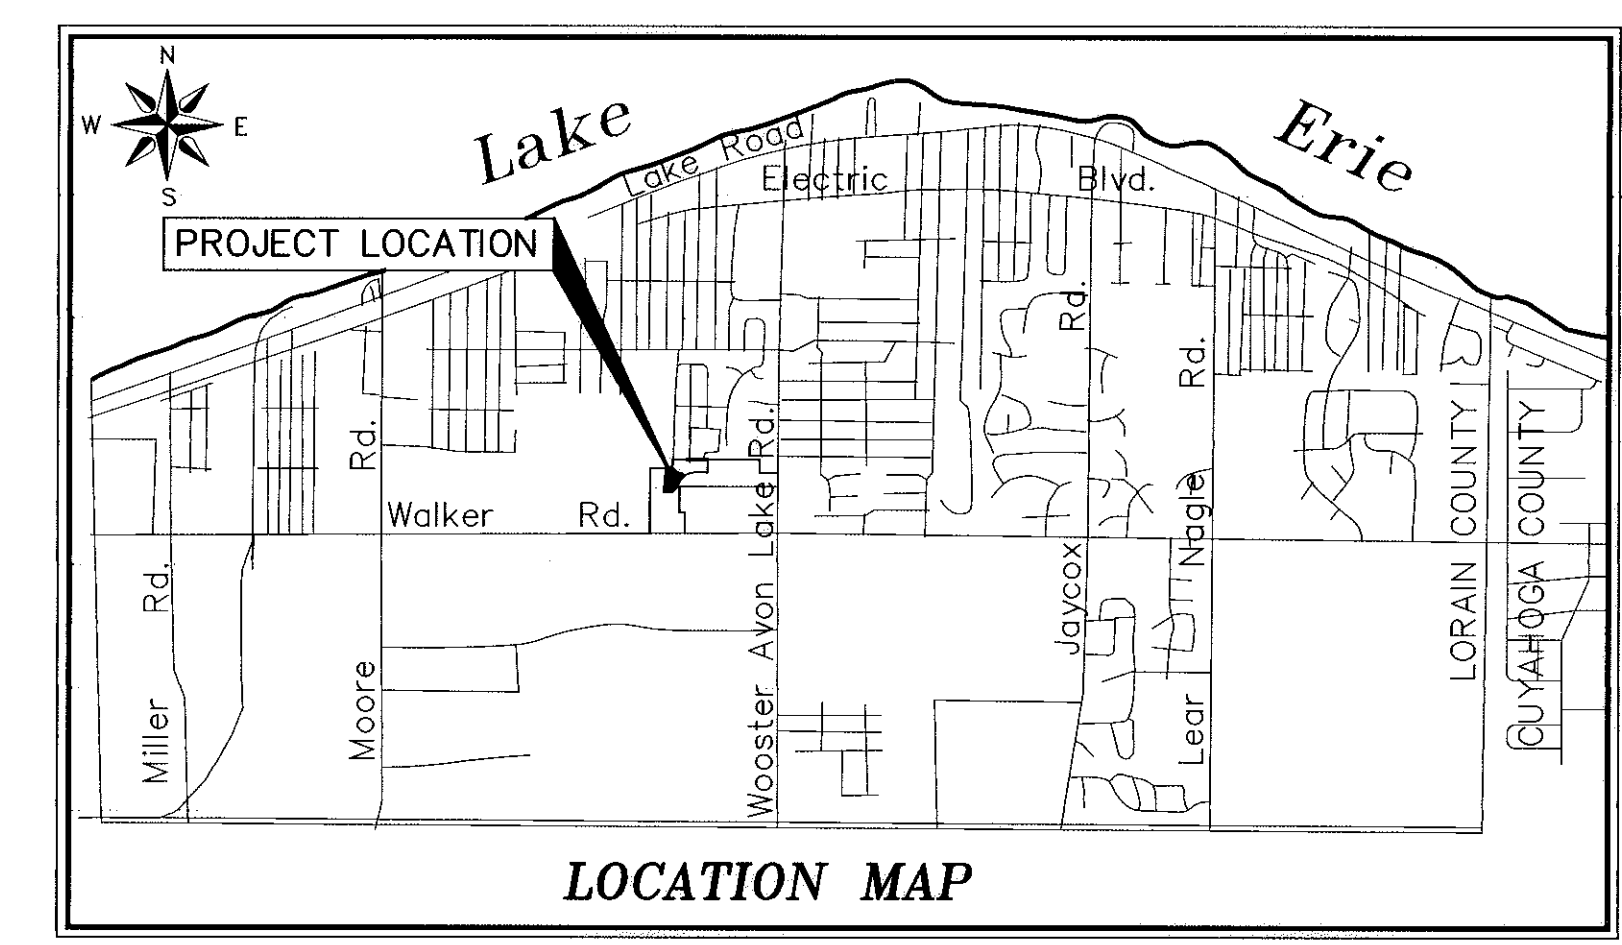 N
W E
S
Lake Erie
Lake Road
Electric Blvd.
PROJECT LOCATION
Walker Rd.
Miller Rd.
Moore Rd.
Wooster Avon Lake Rd.
Jaycox Rd.
Lear Nagle Rd.
LORAIN COUNTY
CUYAHOGA COUNTY
LOCATION MAP